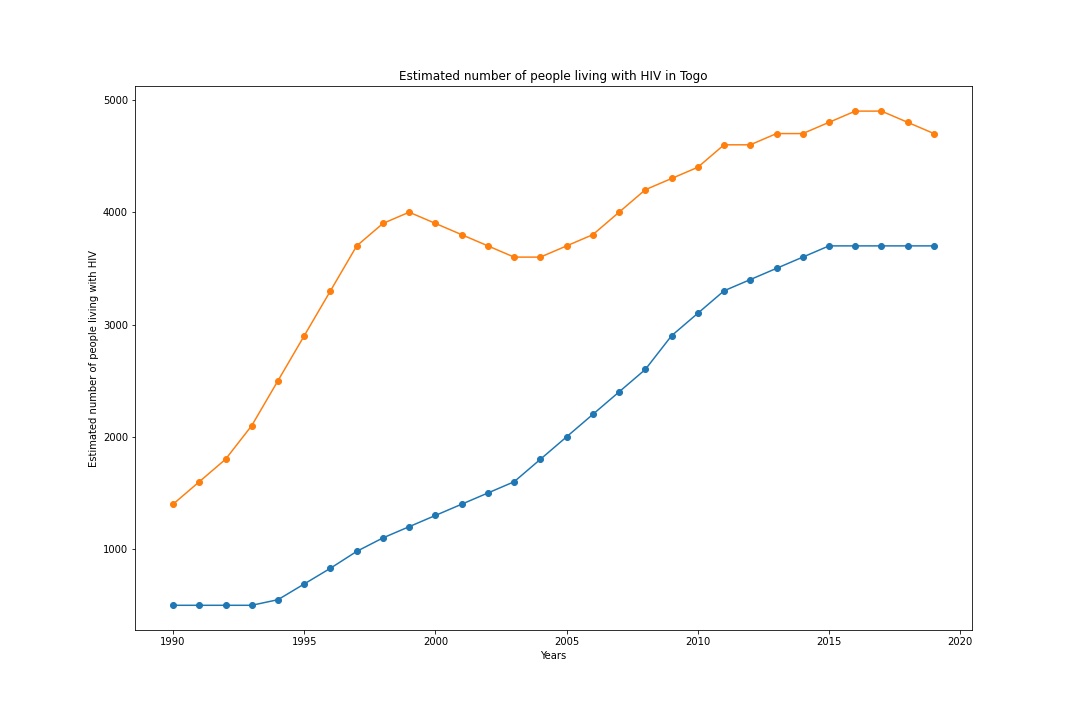 Estimated number of people living with HIV in Togo
Estimated number of people living with HIV
5000
4000
3000
2000
1000
1990 1995 2000 2005 2010 2015 2020
Years